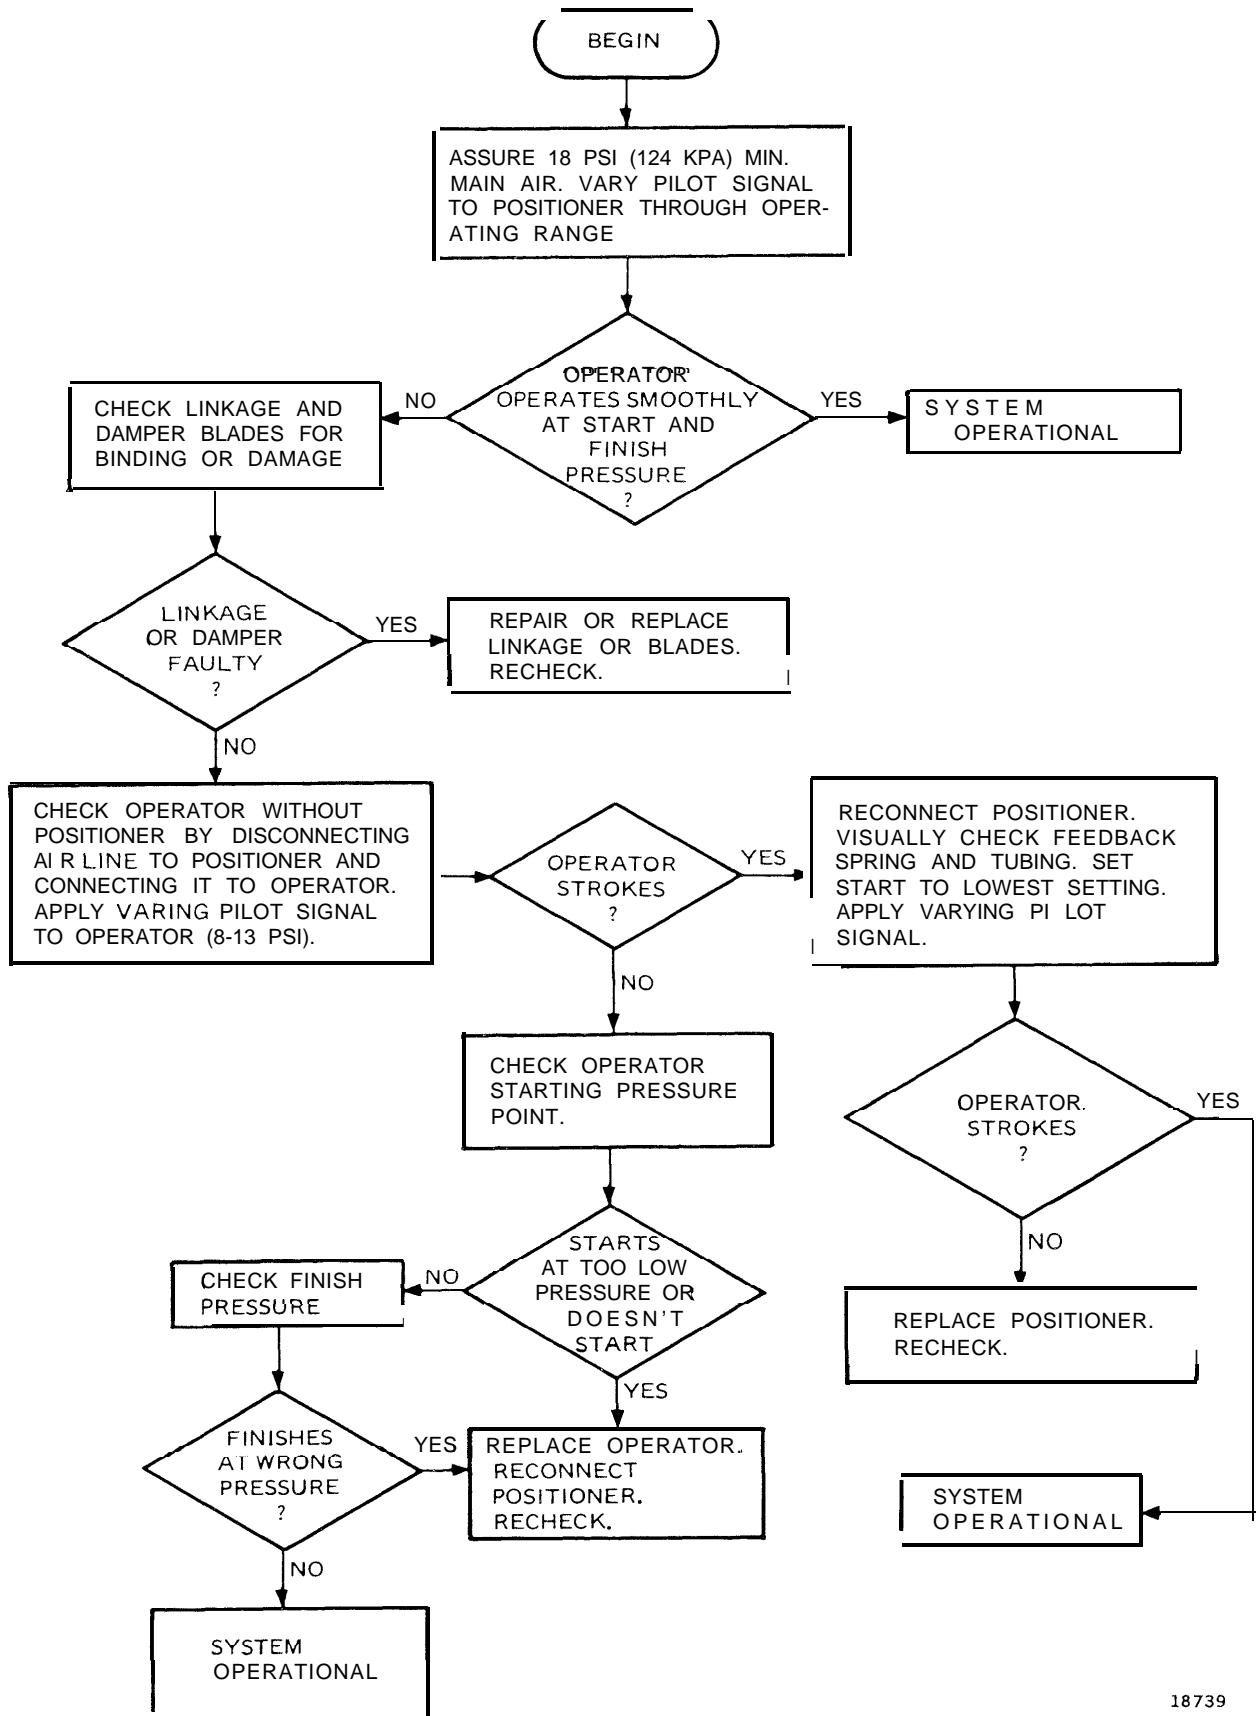 BEGIN
ASSURE 18 PSI (124 KPA) MIN.
MAIN AIR. VARY PILOT SIGNAL
TO POSITIONER THROUGH OPER-
ATING RANGE
OPERATOR
OPERATES SMOOTHLY
AT START AND
FINISH
PRESSURE
?
NO
YES
CHECK LINKAGE AND
DAMPER BLADES FOR
BINDING OR DAMAGE
SYSTEM
OPERATIONAL
LINKAGE
OR DAMPER
FAULTY
?
YES
REPAIR OR REPLACE
LINKAGE OR BLADES.
RECHECK.
NO
CHECK OPERATOR WITHOUT
POSITIONER BY DISCONNECTING
AIR LINE TO POSITIONER AND
CONNECTING IT TO OPERATOR.
APPLY VARING PILOT SIGNAL
TO OPERATOR (8-13 PSI).
OPERATOR
STROKES
?
YES
RECONNECT POSITIONER.
VISUALLY CHECK FEEDBACK
SPRING AND TUBING. SET
START TO LOWEST SETTING.
APPLY VARYING PI LOT
SIGNAL.
NO
CHECK OPERATOR
STARTING PRESSURE
POINT.
OPERATOR.
STROKES
?
YES
NO
STARTS
AT TOO LOW
PRESSURE OR
DOESN'T
START
NO
CHECK FINISH
PRESSURE
YES
REPLACE POSITIONER.
RECHECK.
FINISHES
AT WRONG
PRESSURE
?
YES
REPLACE OPERATOR.
RECONNECT
POSITIONER.
RECHECK.
SYSTEM
OPERATIONAL
NO
SYSTEM
OPERATIONAL
18739